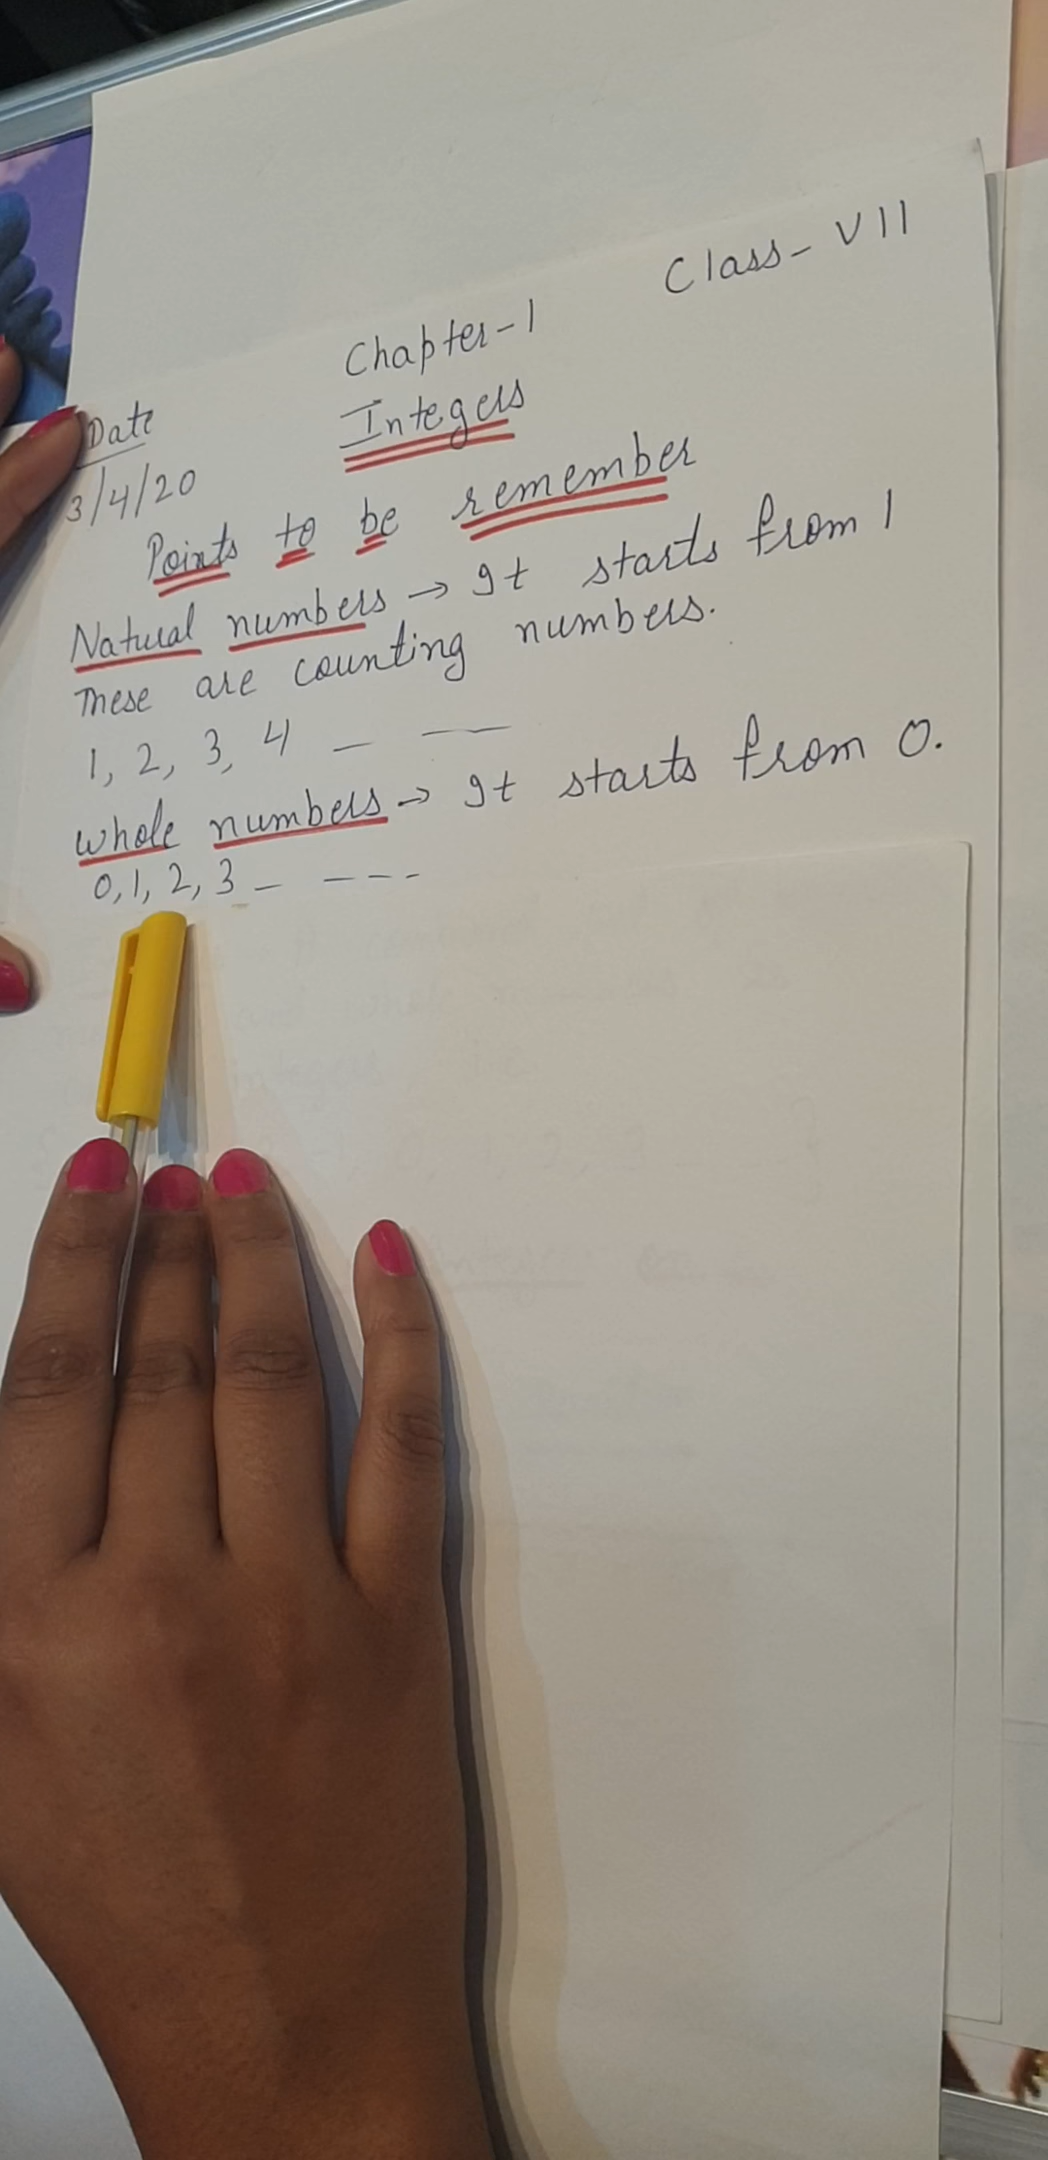 Class- VII
Chapter-1
Integers
Date
3/4/20
Points to be remember
Natural numbers → It starts from 1
These are counting numbers.
1, 2, 3, 4 — —
Whole numbers → It starts from 0.
0, 1, 2, 3 - - - -